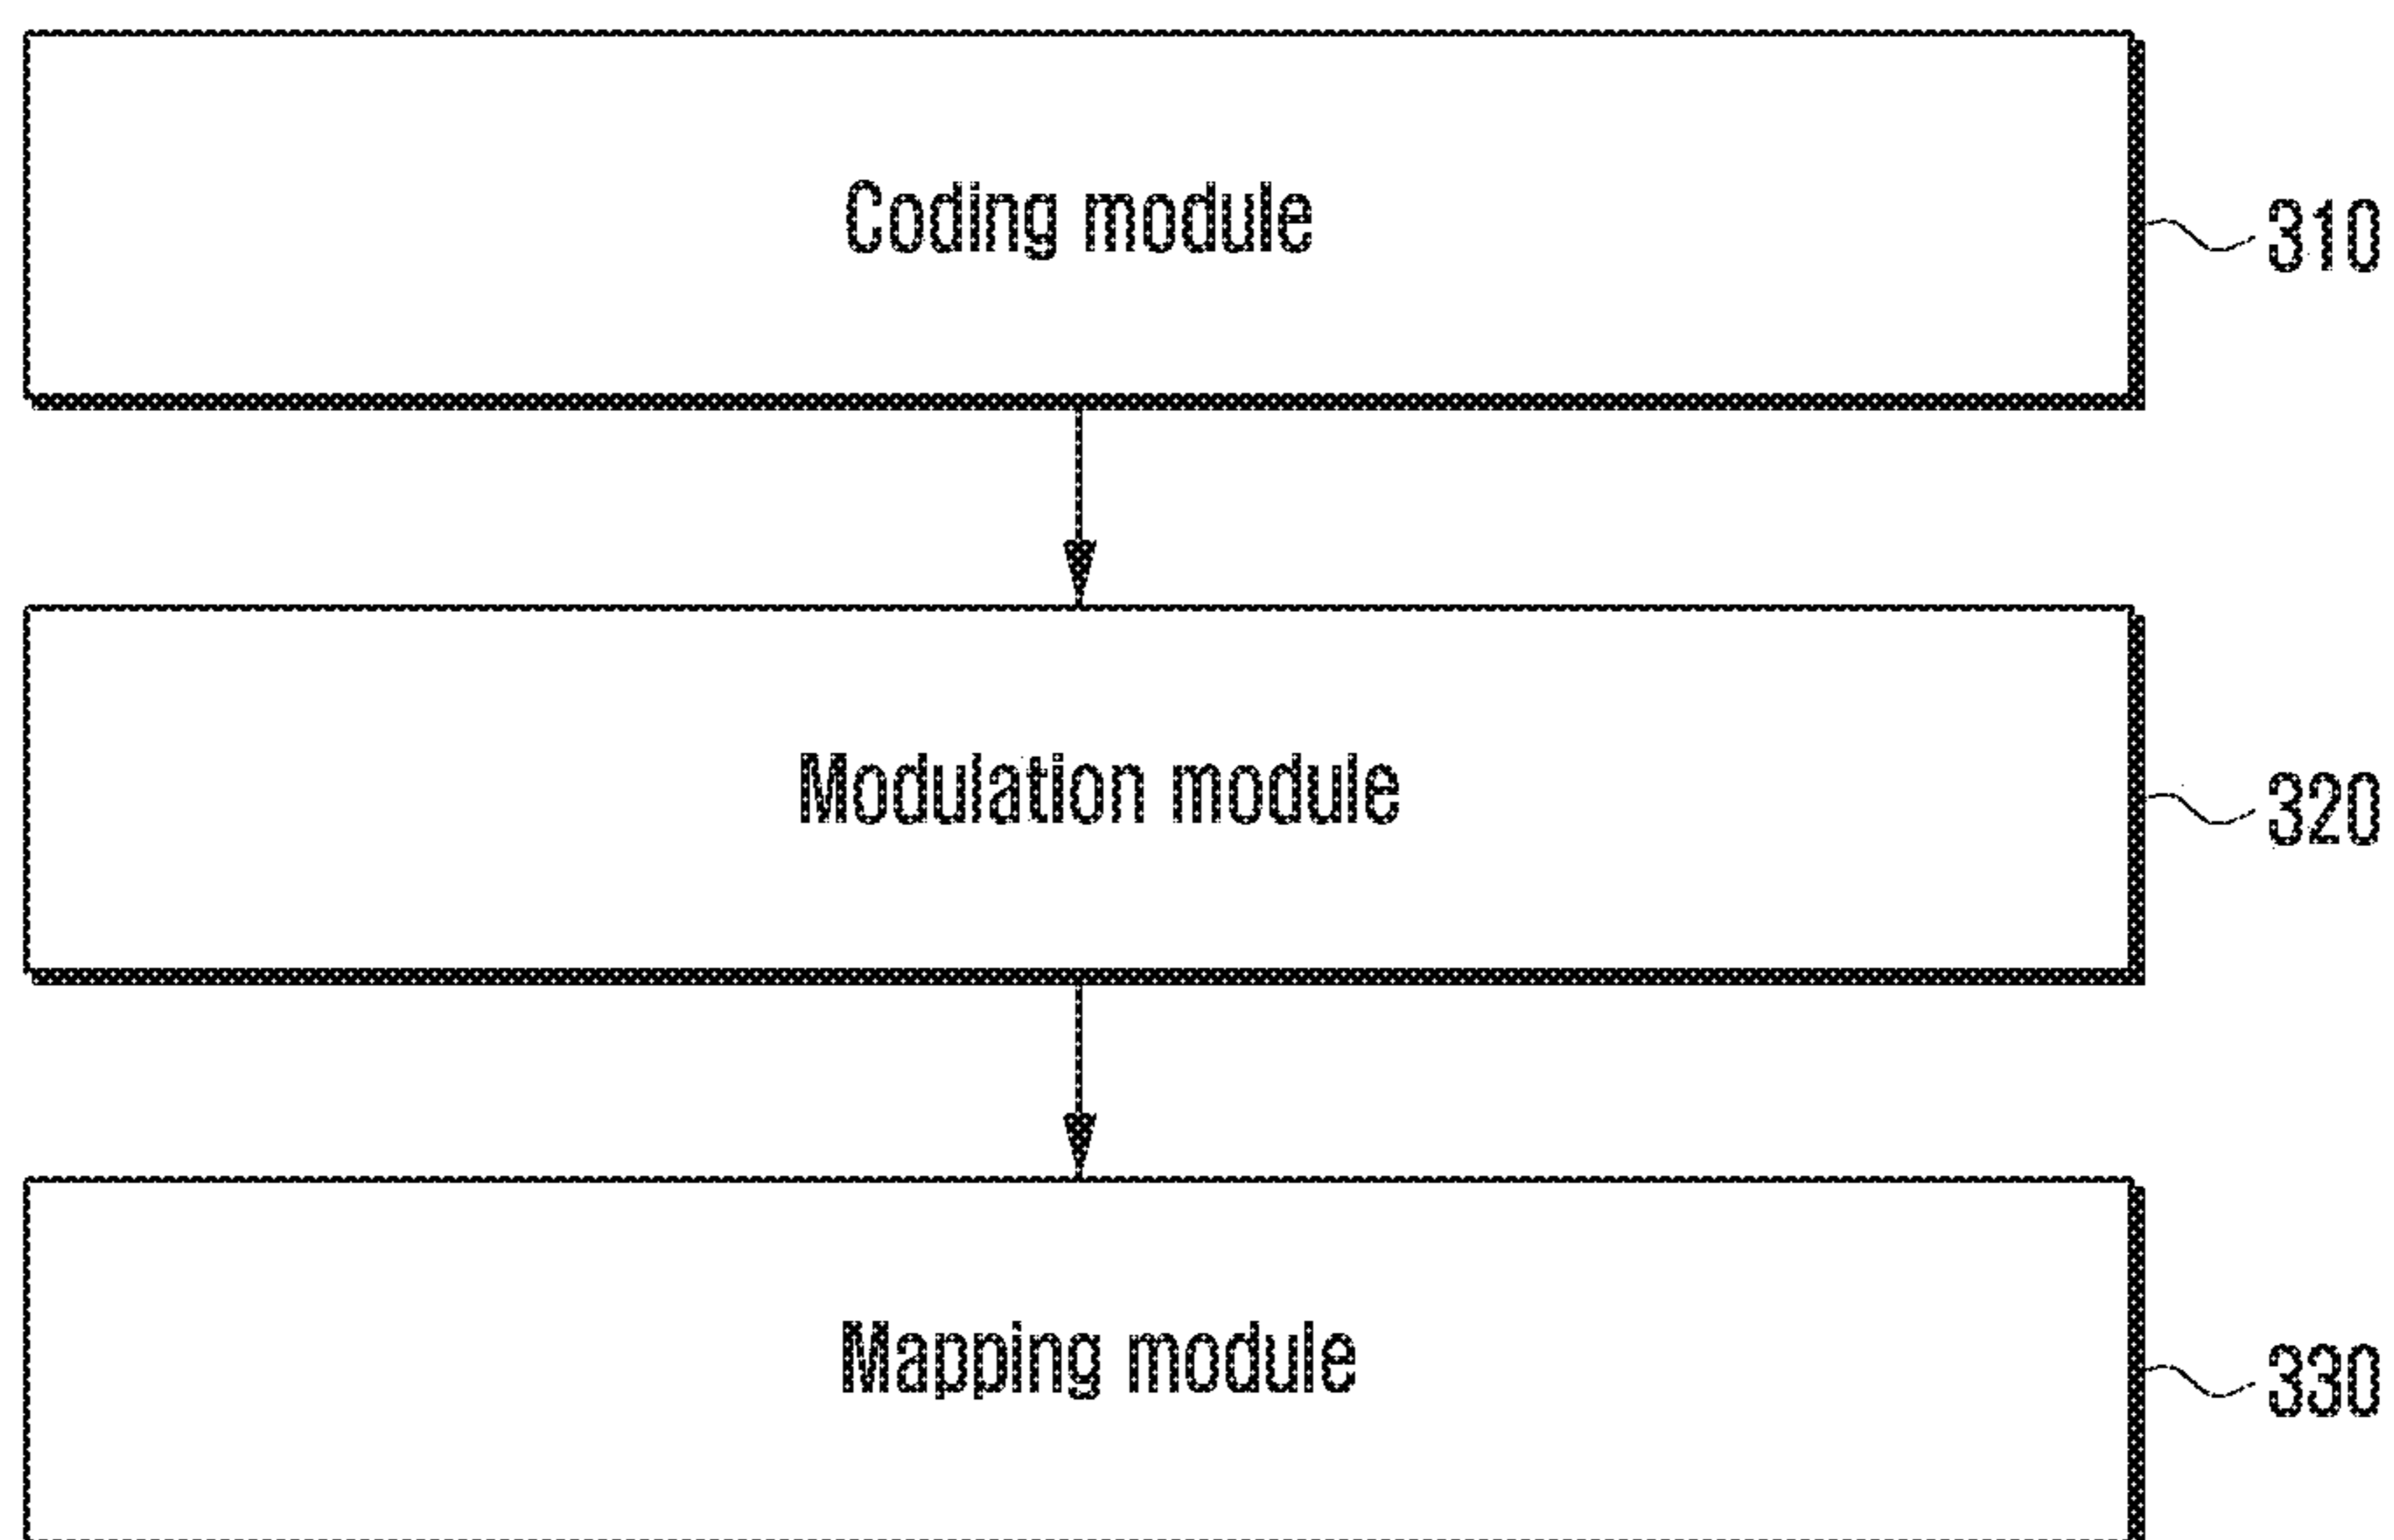 Coding module
310
Modulation module
320
Mapping module
330